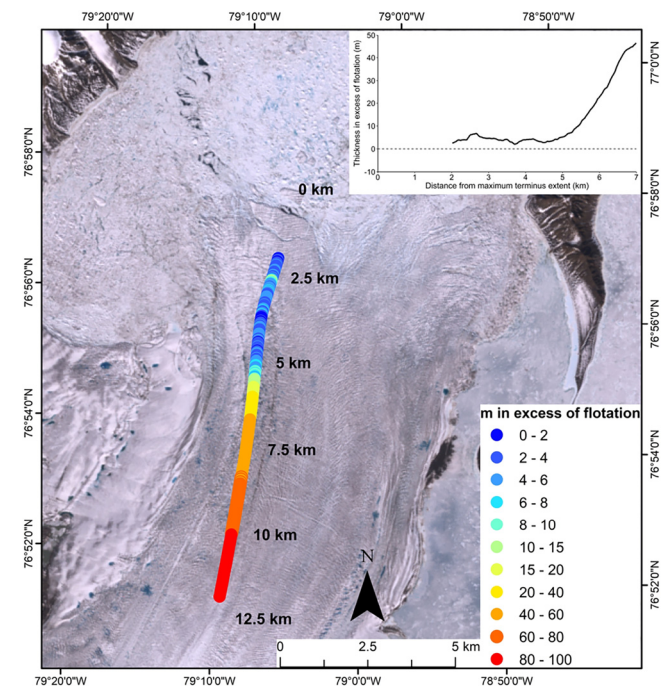 79°20'0"W 79°10'0"W 79°0'0"W 78°50'0"W
77°0'0"N
76°58'0"N
76°56'0"N
76°54'0"N
76°52'0"N
76°58'0"N
76°56'0"N
76°54'0"N
76°52'0"N
Thickness in excess of flotation (m)
50
40
30
20
10
0
-10
0 1 2 3 4 5 6 7
Distance from maximum terminus extent (km)
0 km
2.5 km
5 km
7.5 km
10 km
12.5 km
m in excess of flotation
0 - 2
2 - 4
4 - 6
6 - 8
8 - 10
10 - 15
15 - 20
20 - 40
40 - 60
60 - 80
80 - 100
N
0 2.5 5 km
79°20'0"W 79°10'0"W 79°0'0"W 78°50'0"W